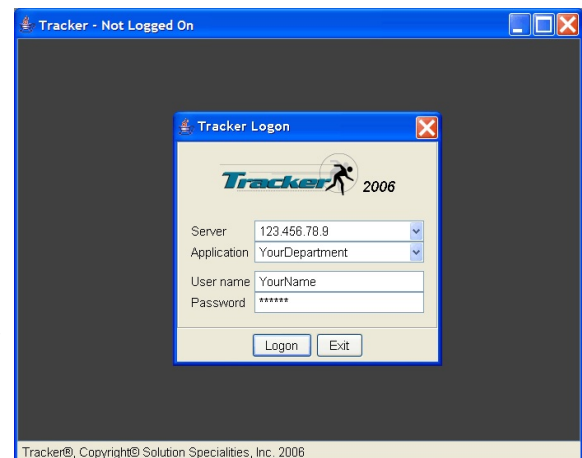 Tracker - Not Logged On
Tracker Logon
Tracker 2006
Server 123.456.78.9
Application YourDepartment
User name YourName
Password ******
Logon Exit
Tracker®, Copyright© Solution Specialities, Inc. 2006